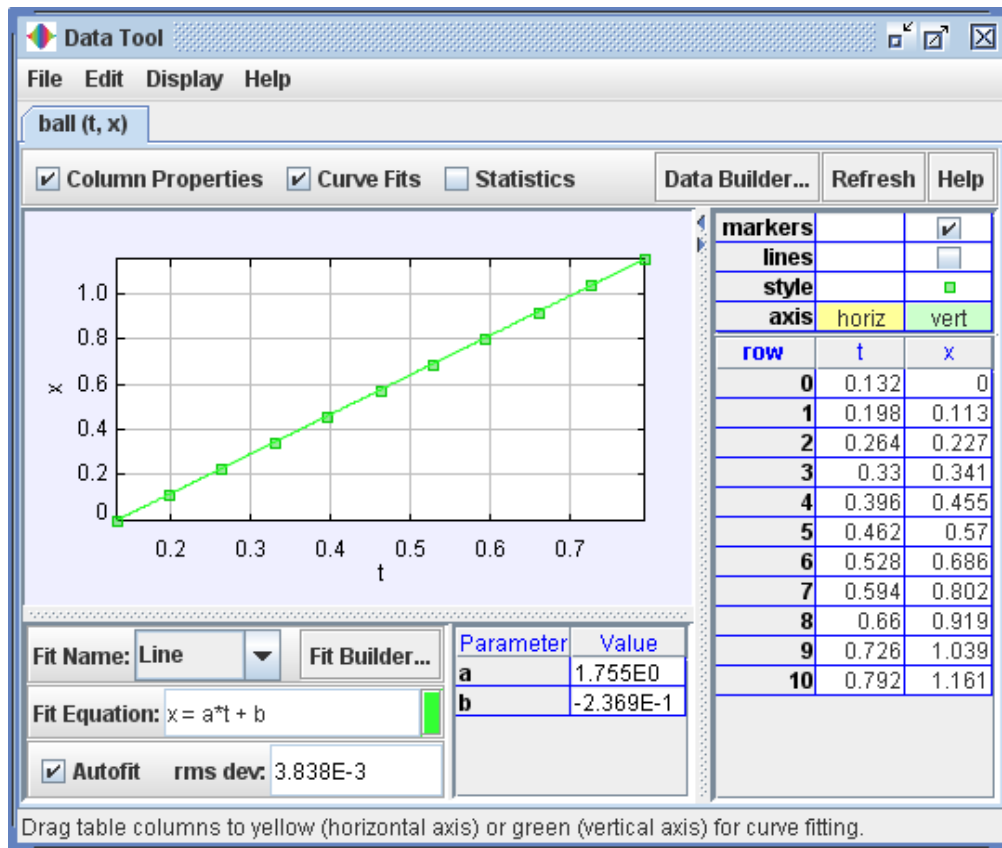 Data Tool
File Edit Display Help
ball (t, x)
Column Properties Curve Fits Statistics Data Builder... Refresh Help
1.0
0.8
0.6
0.4
0.2
0
x
0.2 0.3 0.4 0.5 0.6 0.7
t
markers
lines
style
axis horiz vert
row t x
0 0.132 0
1 0.198 0.113
2 0.264 0.227
3 0.33 0.341
4 0.396 0.455
5 0.462 0.57
6 0.528 0.686
7 0.594 0.802
8 0.66 0.919
9 0.726 1.039
10 0.792 1.161
Fit Name: Line Fit Builder...
Fit Equation: x = a*t + b
Autofit rms dev: 3.838E-3
Parameter Value
a 1.755E0
b -2.369E-1
Drag table columns to yellow (horizontal axis) or green (vertical axis) for curve fitting.